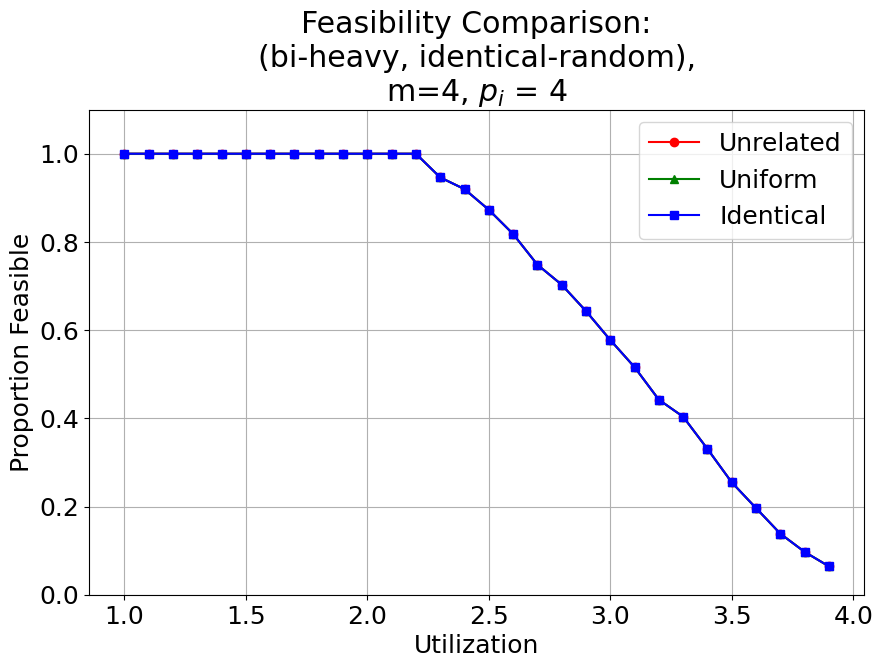 Feasibility Comparison:
(bi-heavy, identical-random),
m=4, p_i = 4
Unrelated
Uniform
Identical
Proportion Feasible
1.0
0.8
0.6
0.4
0.2
0.0
1.0 1.5 2.0 2.5 3.0 3.5 4.0
Utilization